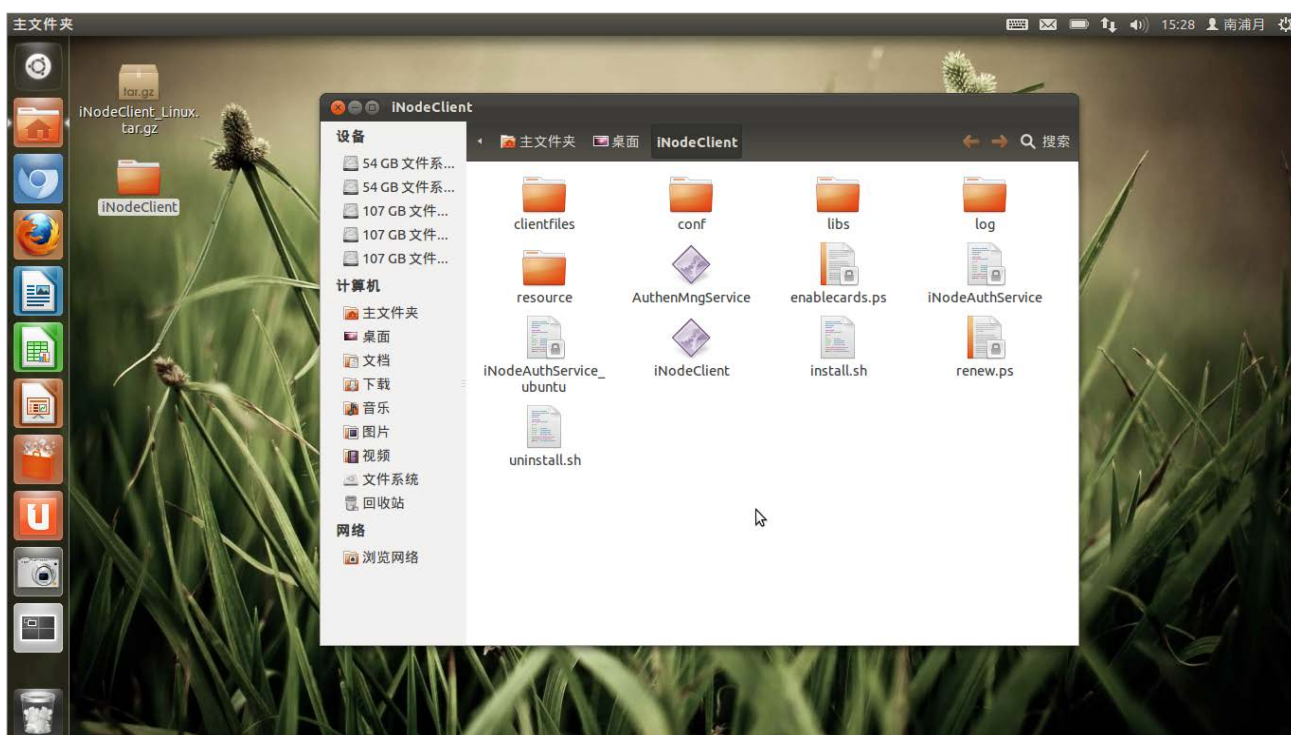 主文件夹
15:28 南浦月
tar.gz
iNodeClient_Linux.
tar.gz
iNodeClient
iNodeClient
设备
54 GB 文件系...
54 GB 文件系...
107 GB 文件...
107 GB 文件...
107 GB 文件...
计算机
主文件夹
桌面
文档
下载
音乐
图片
视频
文件系统
回收站
网络
浏览网络
主文件夹 桌面 iNodeClient 搜索
clientfiles conf libs log
resource AuthenMngService enablecards.ps iNodeAuthService
iNodeAuthService_
ubuntu iNodeClient install.sh renew.ps
uninstall.sh